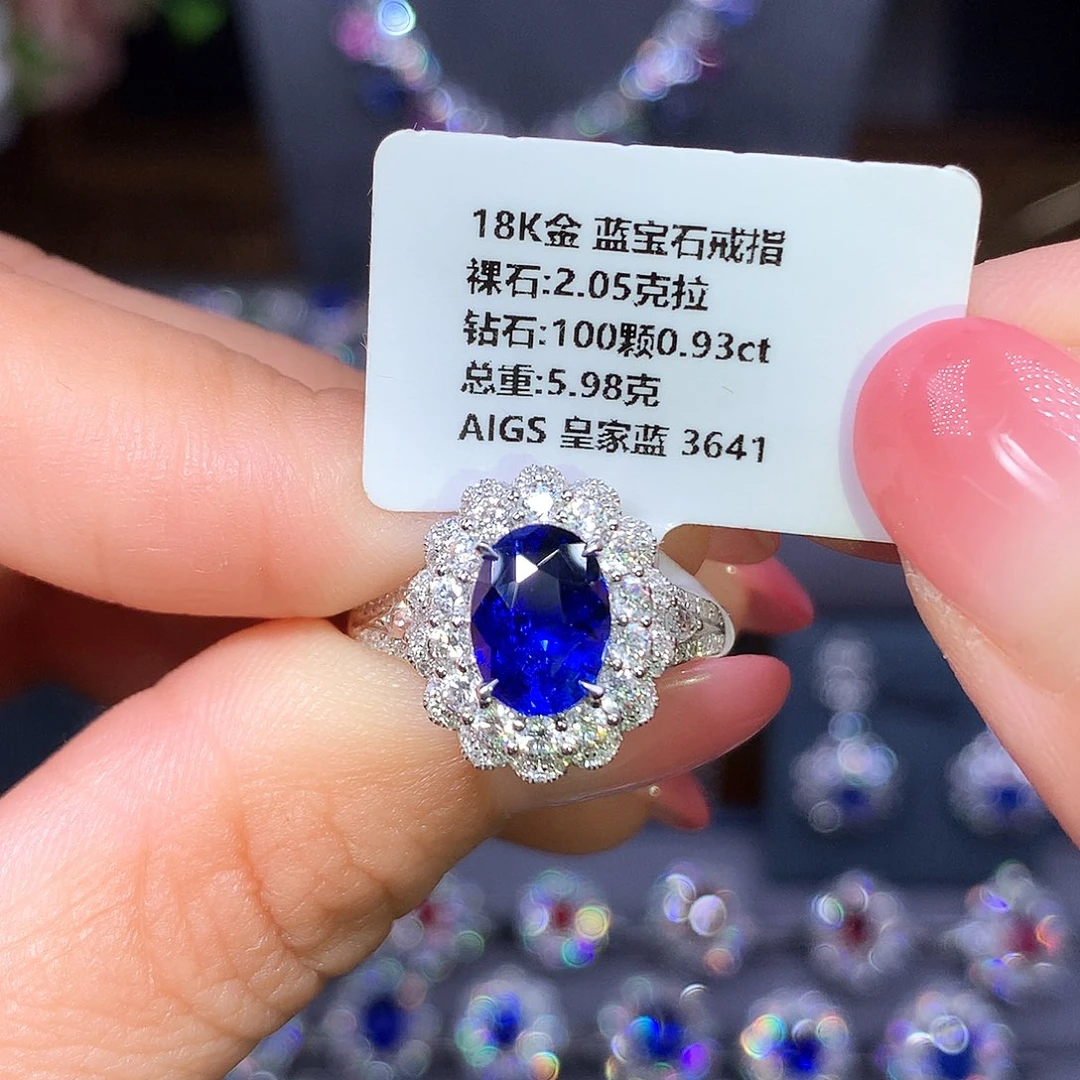 18K金 蓝宝石戒指
裸石:2.05克拉
钻石:100颗0.93ct
总重:5.98克
AIGS 皇家蓝 3641